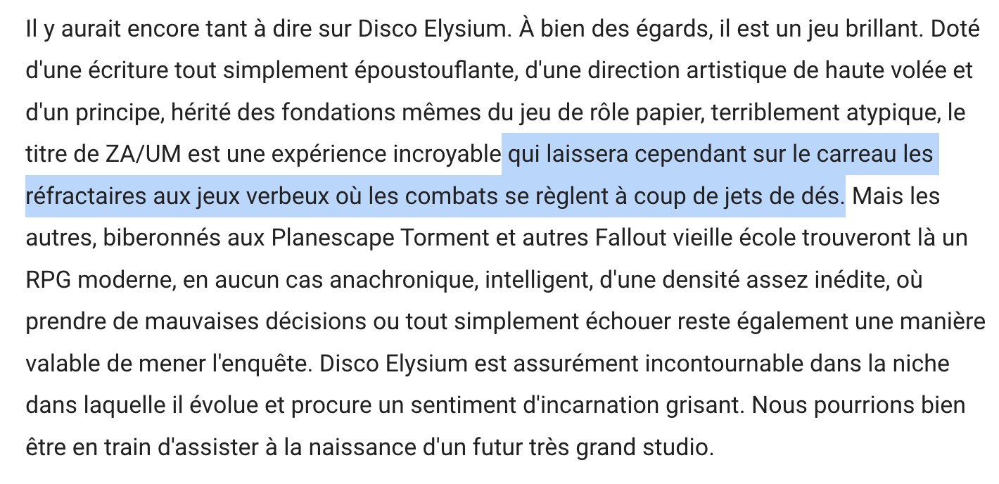 Il y aurait encore tant à dire sur Disco Elysium. À bien des égards, il est un jeu brillant. Doté
d'une écriture tout simplement époustouflante, d'une direction artistique de haute volée et
d'un principe, hérité des fondations mêmes du jeu de rôle papier, terriblement atypique, le
titre de ZA/UM est une expérience incroyable qui laissera cependant sur le carreau les
réfractaires aux jeux verbeux où les combats se règlent à coup de jets de dés. Mais les
autres, biberonnés aux Planescape Torment et autres Fallout vieille école trouveront là un
RPG moderne, en aucun cas anachronique, intelligent, d'une densité assez inédite, où
prendre de mauvaises décisions ou tout simplement échouer reste également une manière
valable de mener l'enquête. Disco Elysium est assurément incontournable dans la niche
dans laquelle il évolue et procure un sentiment d'incarnation grisant. Nous pourrions bien
être en train d'assister à la naissance d'un futur très grand studio.